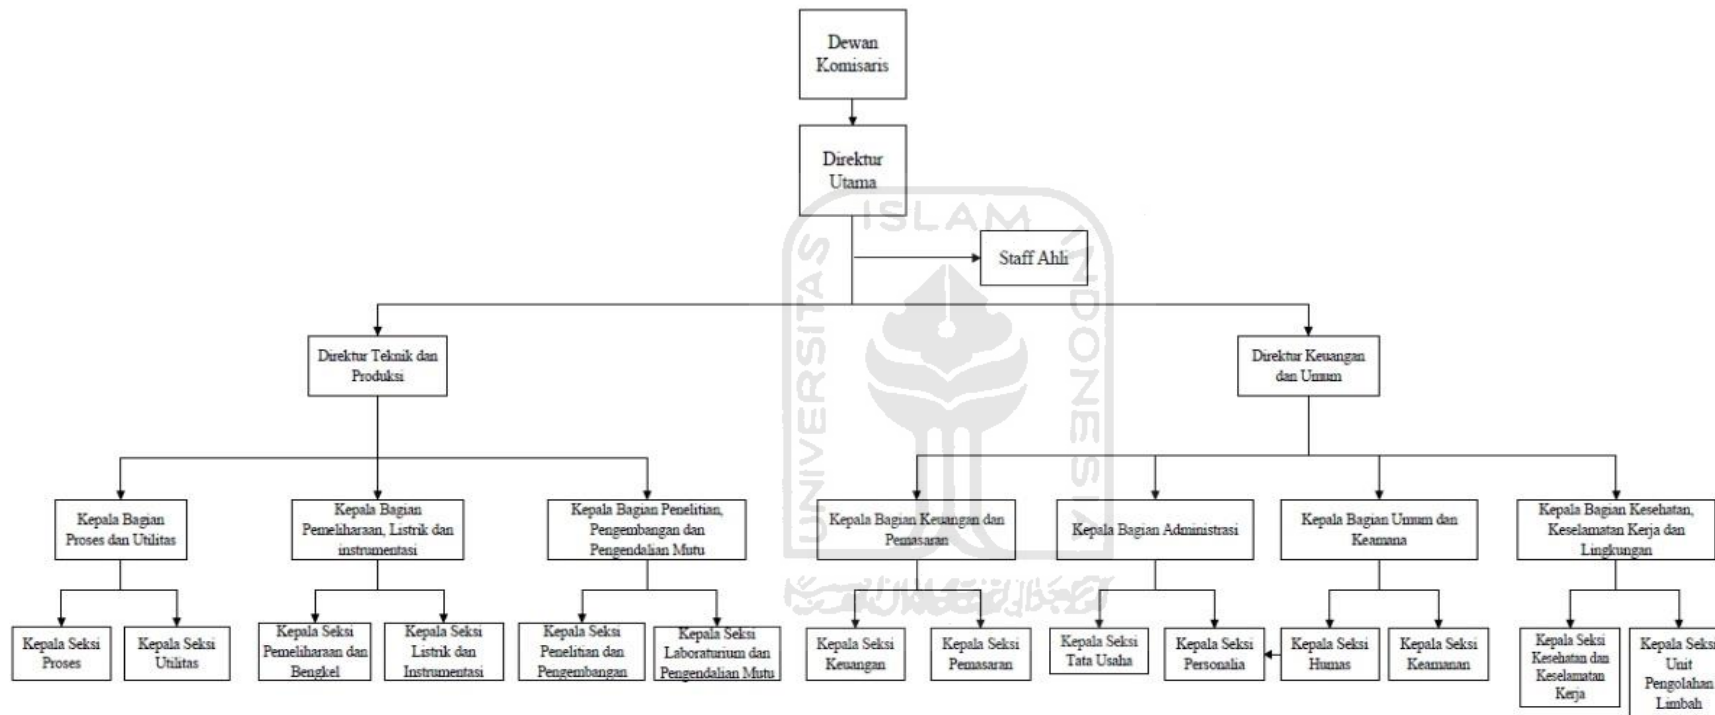 Dewan
Komisaris
Direktur
Utama
Staff Ahli
Direktur Teknik dan
Produksi
Direktur Keuangan
dan Umum
Kepala Bagian
Proses dan Utilitas
Kepala Bagian
Pemeliharaan, Listrik dan
instrumentasi
Kepala Bagian Penelitian,
Pengembangan dan
Pengendalian Mutu
Kepala Bagian Keuangan dan
Pemasaran
Kepala Bagian Administrasi
Kepala Bagian Umum dan
Keamana
Kepala Bagian Kesehatan,
Keselamatan Kerja dan
Lingkungan
Kepala Seksi
Proses
Kepala Seksi
Utilitas
Kepala Seksi
Pemeliharaan dan
Bengkel
Kepala Seksi
Listrik dan
Instrumentasi
Kepala Seksi
Penelitian dan
Pengembangan
Kepala Seksi
Laboraturium dan
Pengendalian Mutu
Kepala Seksi
Keuangan
Kepala Seksi
Pemasaran
Kepala Seksi
Tata Usaha
Kepala Seksi
Personalia
Kepala Seksi
Humas
Kepala Seksi
Keamanan
Kepala Seksi
Kesehatan dan
Keselamatan
Kerja
Kepala Seksi
Unit
Pengolahan
Limbah
UNIVERSITAS ISLAM INDONESIA